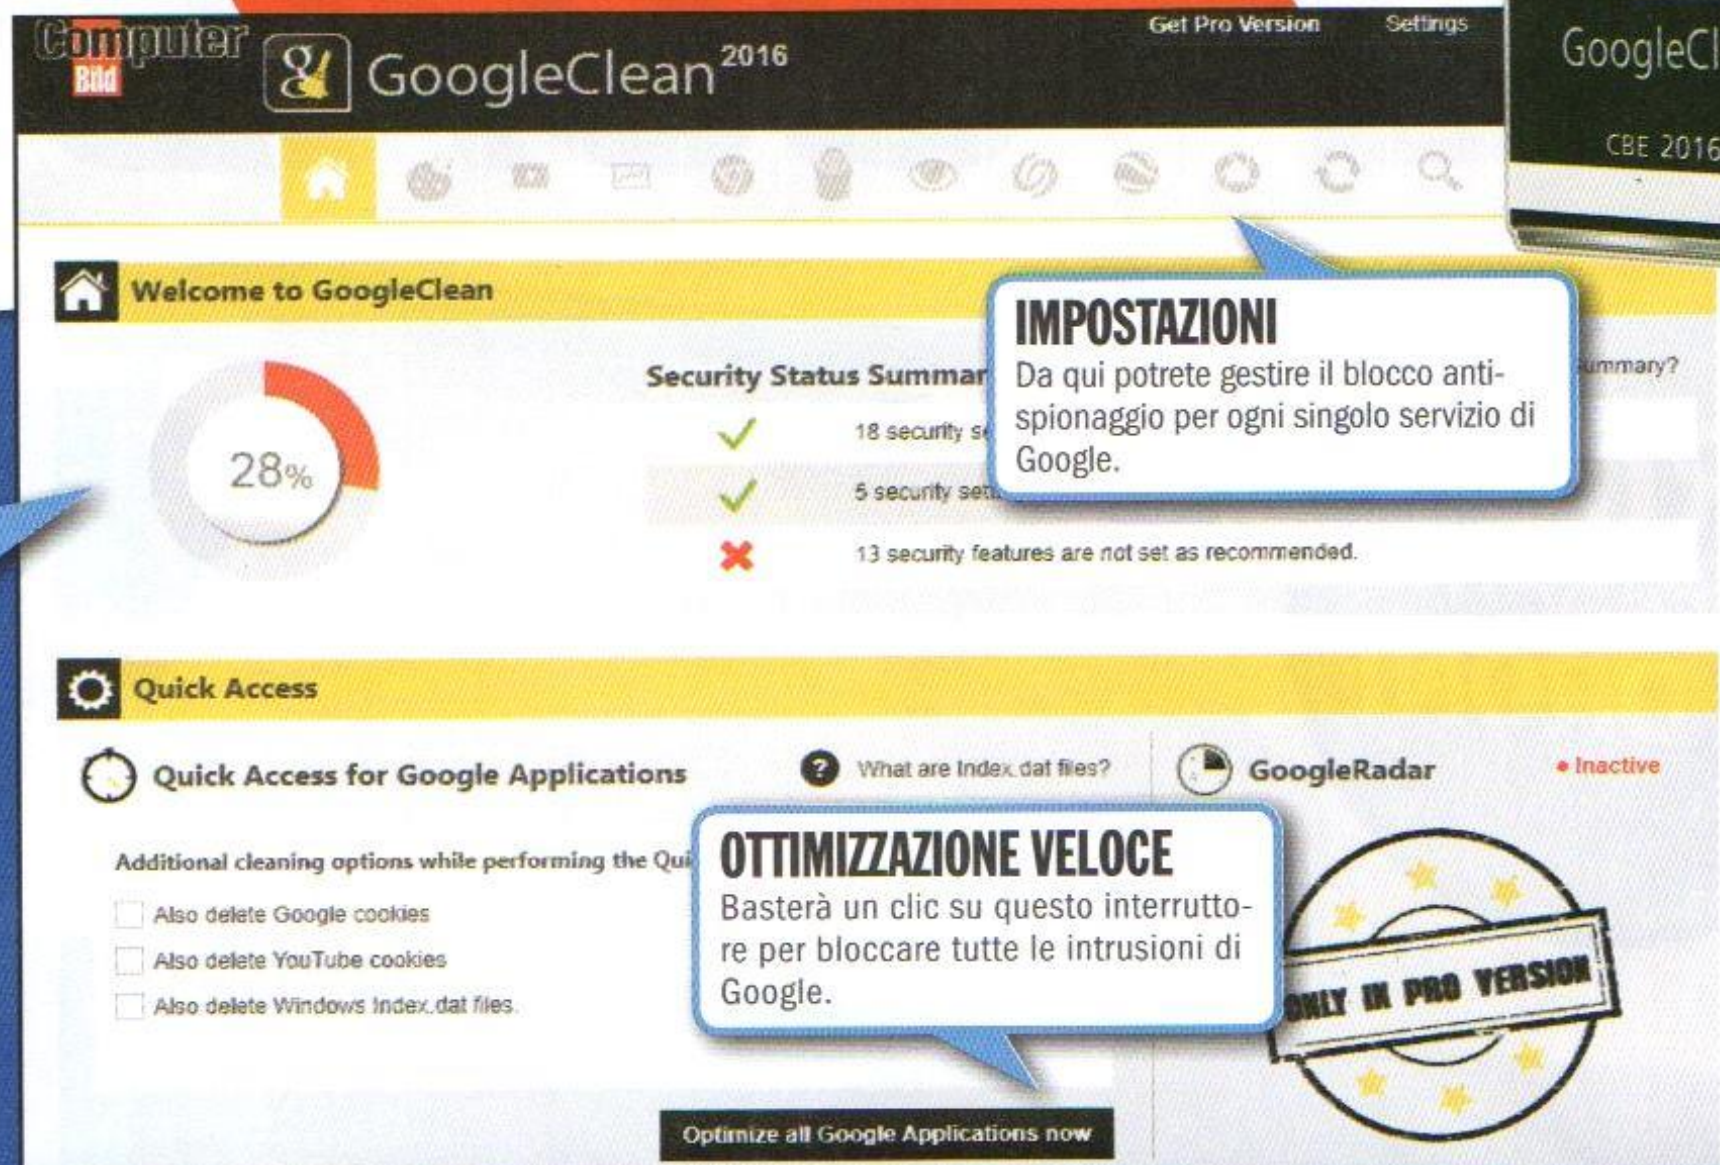 Computer
Bild
GoogleClean 2016
Get Pro Version
Settings
GoogleCl
CBE 2016
Welcome to GoogleClean
IMPOSTAZIONI
Da qui potrete gestire il blocco anti-
spionaggio per ogni singolo servizio di
Google.
Security Status Summar
ummary?
18 security se
5 security sett
13 security features are not set as recommended.
28%
Quick Access
Quick Access for Google Applications
? What are Index.dat files?
GoogleRadar
• Inactive
Additional cleaning options while performing the Qui
Also delete Google cookies
Also delete YouTube cookies
Also delete Windows Index.dat files.
OTTIMIZZAZIONE VELOCE
Basterà un clic su questo interrutto-
re per bloccare tutte le intrusioni di
Google.
ONLY IN PRO VERSION
Optimize all Google Applications now